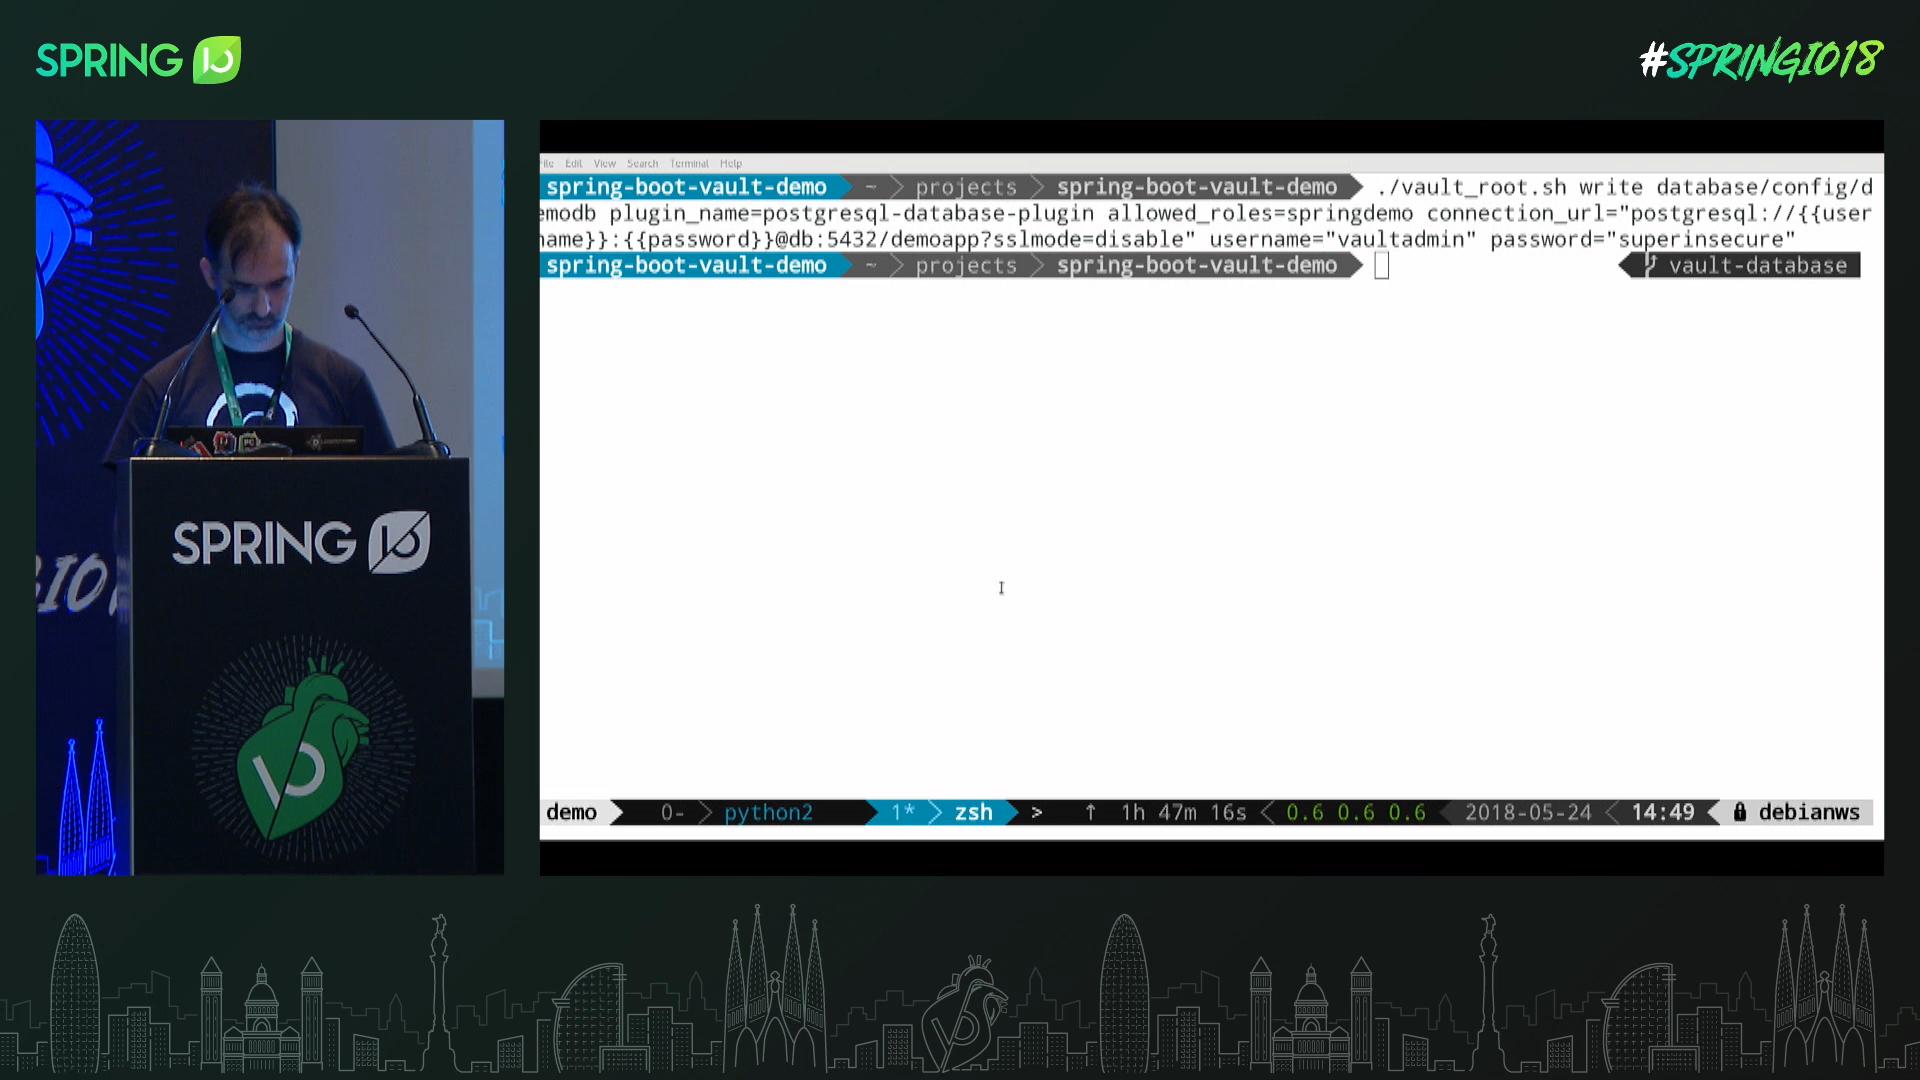 SPRING IO
#SPRINGIO18
File Edit View Search Terminal Help
spring-boot-vault-demo ~ projects spring-boot-vault-demo ./vault_root.sh write database/config/d
emodb plugin_name=postgresql-database-plugin allowed_roles=springdemo connection_url="postgresql://{{user
name}}:{{password}}@db:5432/demoapp?sslmode=disable" username="vaultadmin" password="superinsecure"
spring-boot-vault-demo ~ projects spring-boot-vault-demo vault-database
demo 0- python2 1* zsh > ↑ 1h 47m 16s 0.6 0.6 0.6 2018-05-24 14:49 debianws
GIO1
SPRING IO
IO